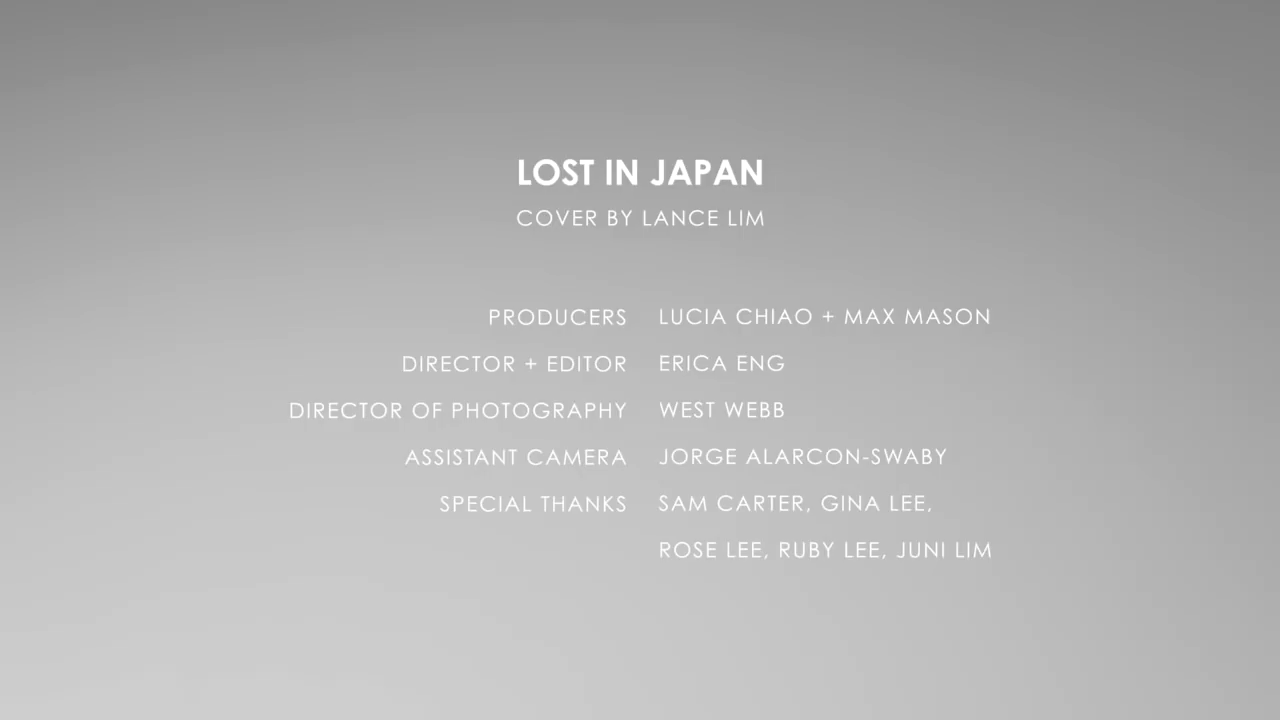 LOST IN JAPAN
COVER BY LANCE LIM
PRODUCERS LUCIA CHIAO + MAX MASON
DIRECTOR + EDITOR ERICA ENG
DIRECTOR OF PHOTOGRAPHY WEST WEBB
ASSISTANT CAMERA JORGE ALARCON-SWABY
SPECIAL THANKS SAM CARTER, GINA LEE,
ROSE LEE, RUBY LEE, JUNI LIM